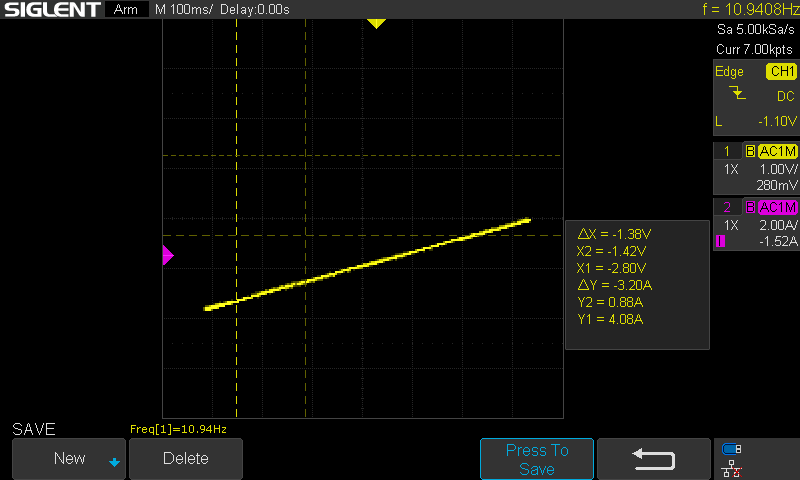 SIGLENT Arm M 100ms/ Delay:0.00s f = 10.9408Hz
Sa 5.00kSa/s
Curr 7.00kpts
Edge CH1
DC
L -1.10V
1 B AC1M
1X 1.00V/
280mV
2 B AC1M
1X 2.00A/
-1.52A
ΔX = -1.38V
X2 = -1.42V
X1 = -2.80V
ΔY = -3.20A
Y2 = 0.88A
Y1 = 4.08A
SAVE Freq[1]=10.94Hz
New Delete Press To
Save